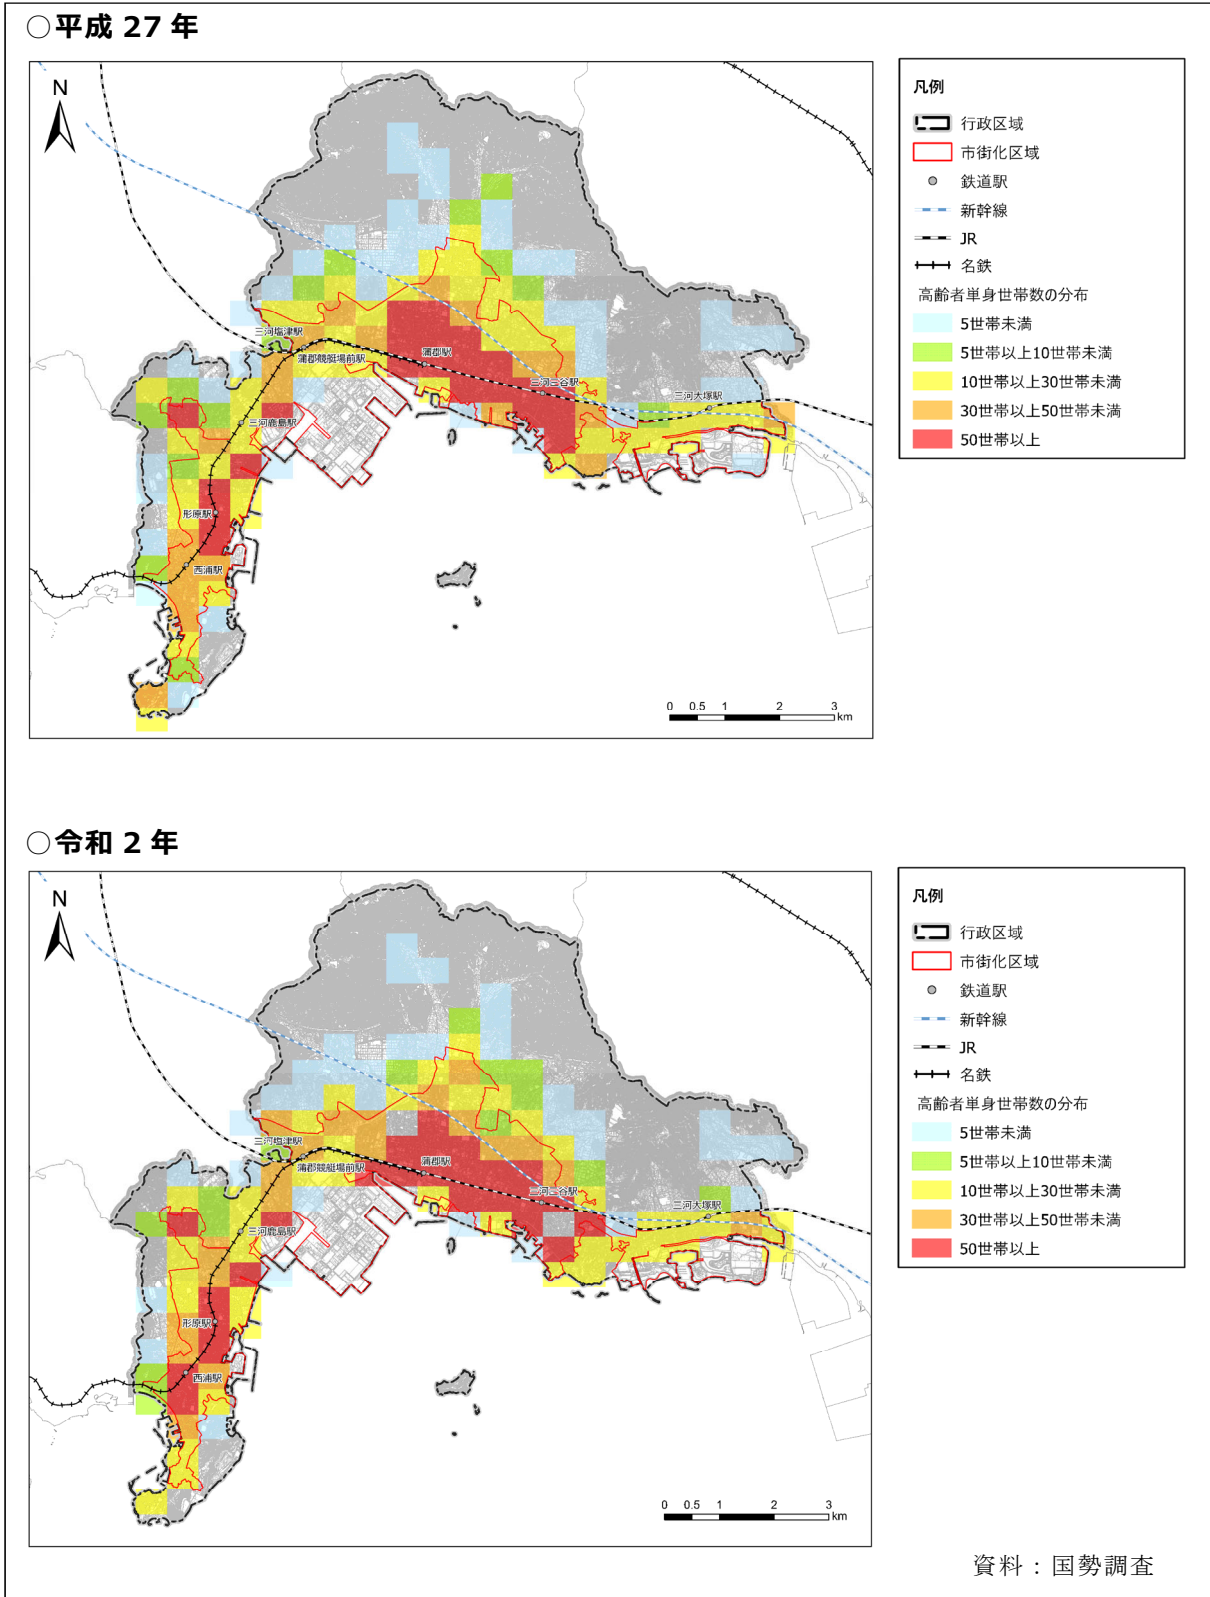 ○平成 27 年
N
三河塩津駅
蒲郡競艇場前駅
蒲郡駅
三河三谷駅
三河大塚駅
三河鹿島駅
形原駅
西浦駅
0 0.5 1 2 3
km
凡例
行政区域
市街化区域
鉄道駅
新幹線
JR
名鉄
高齢者単身世帯数の分布
5世帯未満
5世帯以上10世帯未満
10世帯以上30世帯未満
30世帯以上50世帯未満
50世帯以上
○令和 2 年
N
三河塩津駅
蒲郡競艇場前駅
蒲郡駅
三河三谷駅
三河大塚駅
三河鹿島駅
形原駅
西浦駅
0 0.5 1 2 3
km
凡例
行政区域
市街化区域
鉄道駅
新幹線
JR
名鉄
高齢者単身世帯数の分布
5世帯未満
5世帯以上10世帯未満
10世帯以上30世帯未満
30世帯以上50世帯未満
50世帯以上
資料：国勢調査